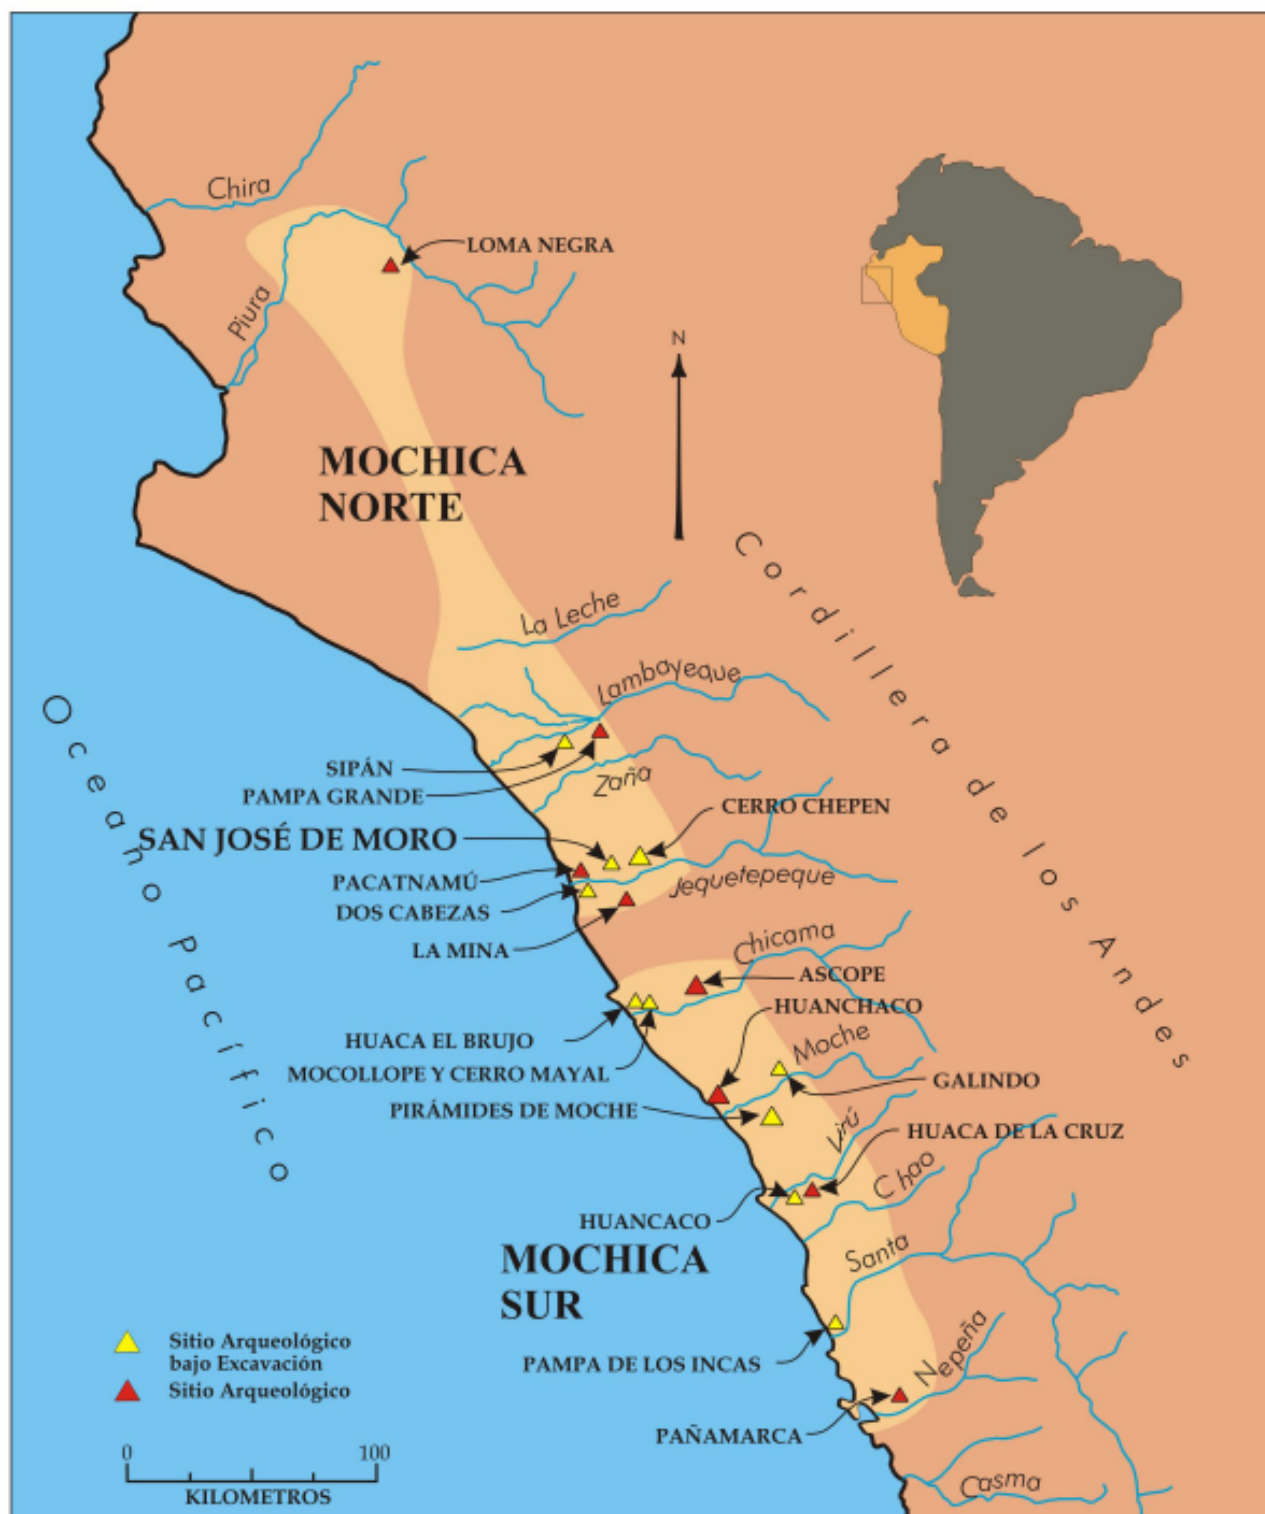 Chira
LOMA NEGRA
Piura
N
MOCHICA
NORTE
Cordillera de los Andes
La Leche
Lambayeque
Oceano Pacífico
SIPÁN
Zaña
PAMPA GRANDE
CERRO CHEPEN
SAN JOSÉ DE MORO
PACATNAMÚ
Jequetepeque
DOS CABEZAS
LA MINA
Chicama
ASCOPE
HUANCHACO
HUACA EL BRUJO
Moche
MOCOLLOPE Y CERRO MAYAL
GALINDO
PIRÁMIDES DE MOCHE
Virú
HUACA DE LA CRUZ
Chao
HUANCACO
Santa
MOCHICA
SUR
Sitio Arqueológico
bajo Excavación
PAMPA DE LOS INCAS
Nepeña
Sitio Arqueológico
PAÑAMARCA
0 100
KILOMETROS
Casma